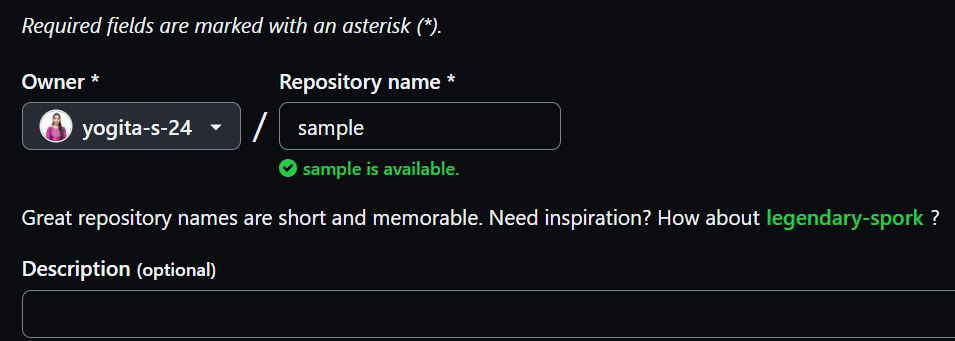 Required fields are marked with an asterisk (*).
Owner * Repository name *
yogita-s-24 / sample
sample is available.
Great repository names are short and memorable. Need inspiration? How about legendary-spork ?
Description (optional)